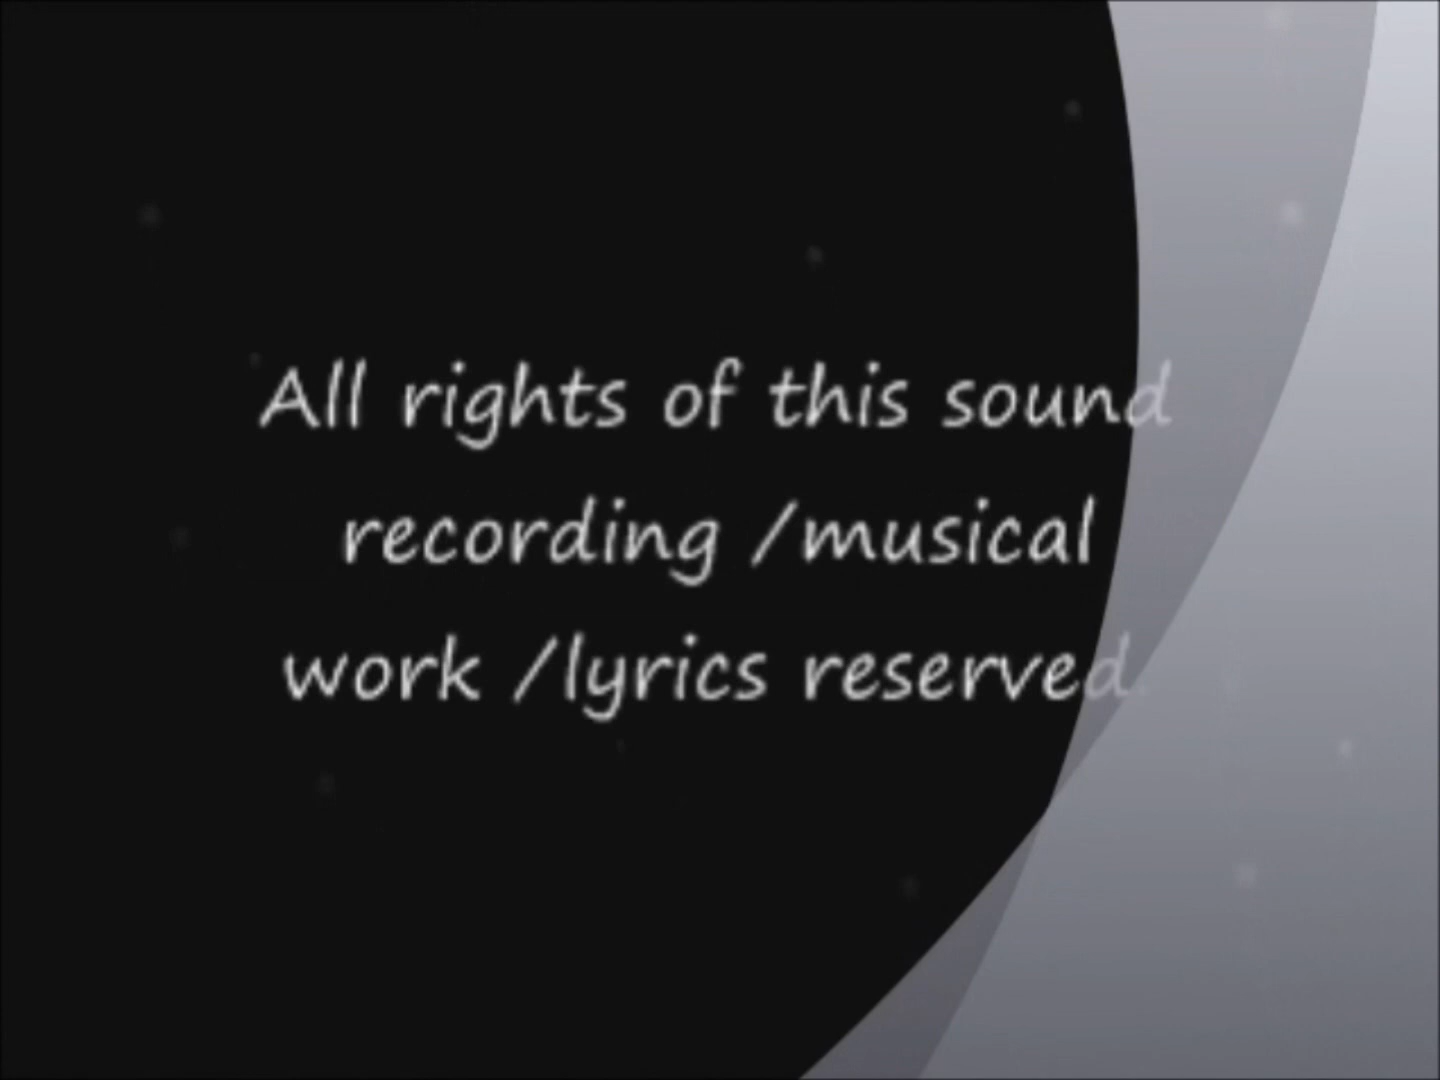 All rights of this sound
recording /musical
work /lyrics reserved.